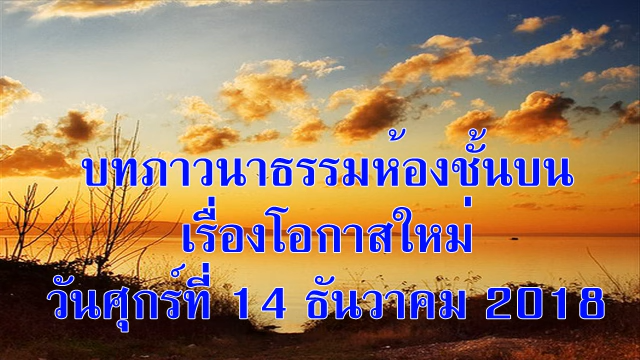 บทภาวนาธรรมห้องชั้นบน
เรื่องโอกาสใหม่
วันศุกร์ที่ 14 ธันวาคม 2018